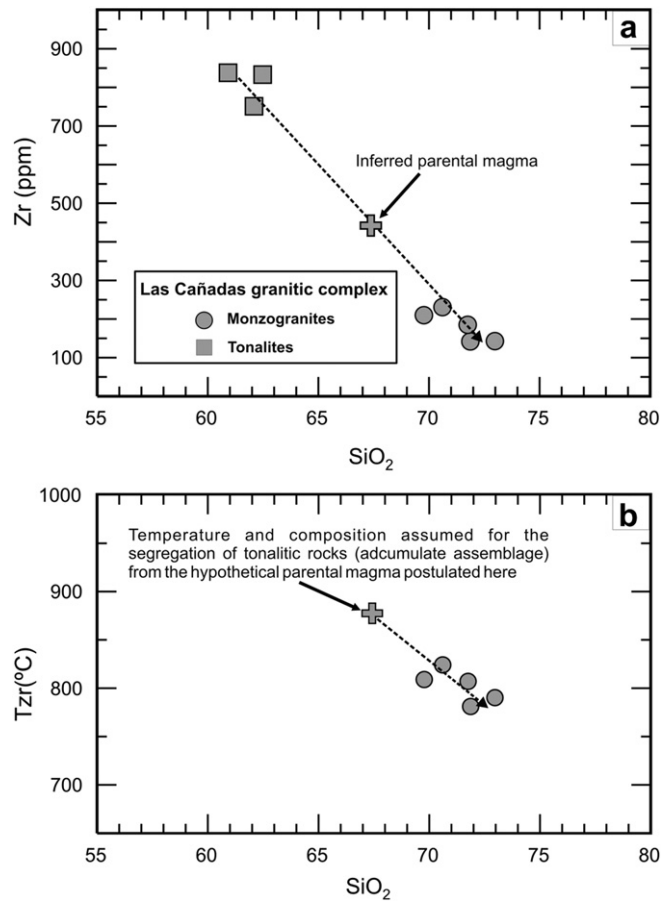 a
900
700
500
300
100
Zr (ppm)
Inferred parental magma
Las Cañadas granitic complex
Monzogranites
Tonalites
55 60 65 70 75 80
SiO₂
b
1000
900
800
700
Tzr(ºC)
Temperature and composition assumed for the
segregation of tonalitic rocks (adcumulate assemblage)
from the hypothetical parental magma postulated here
55 60 65 70 75 80
SiO₂